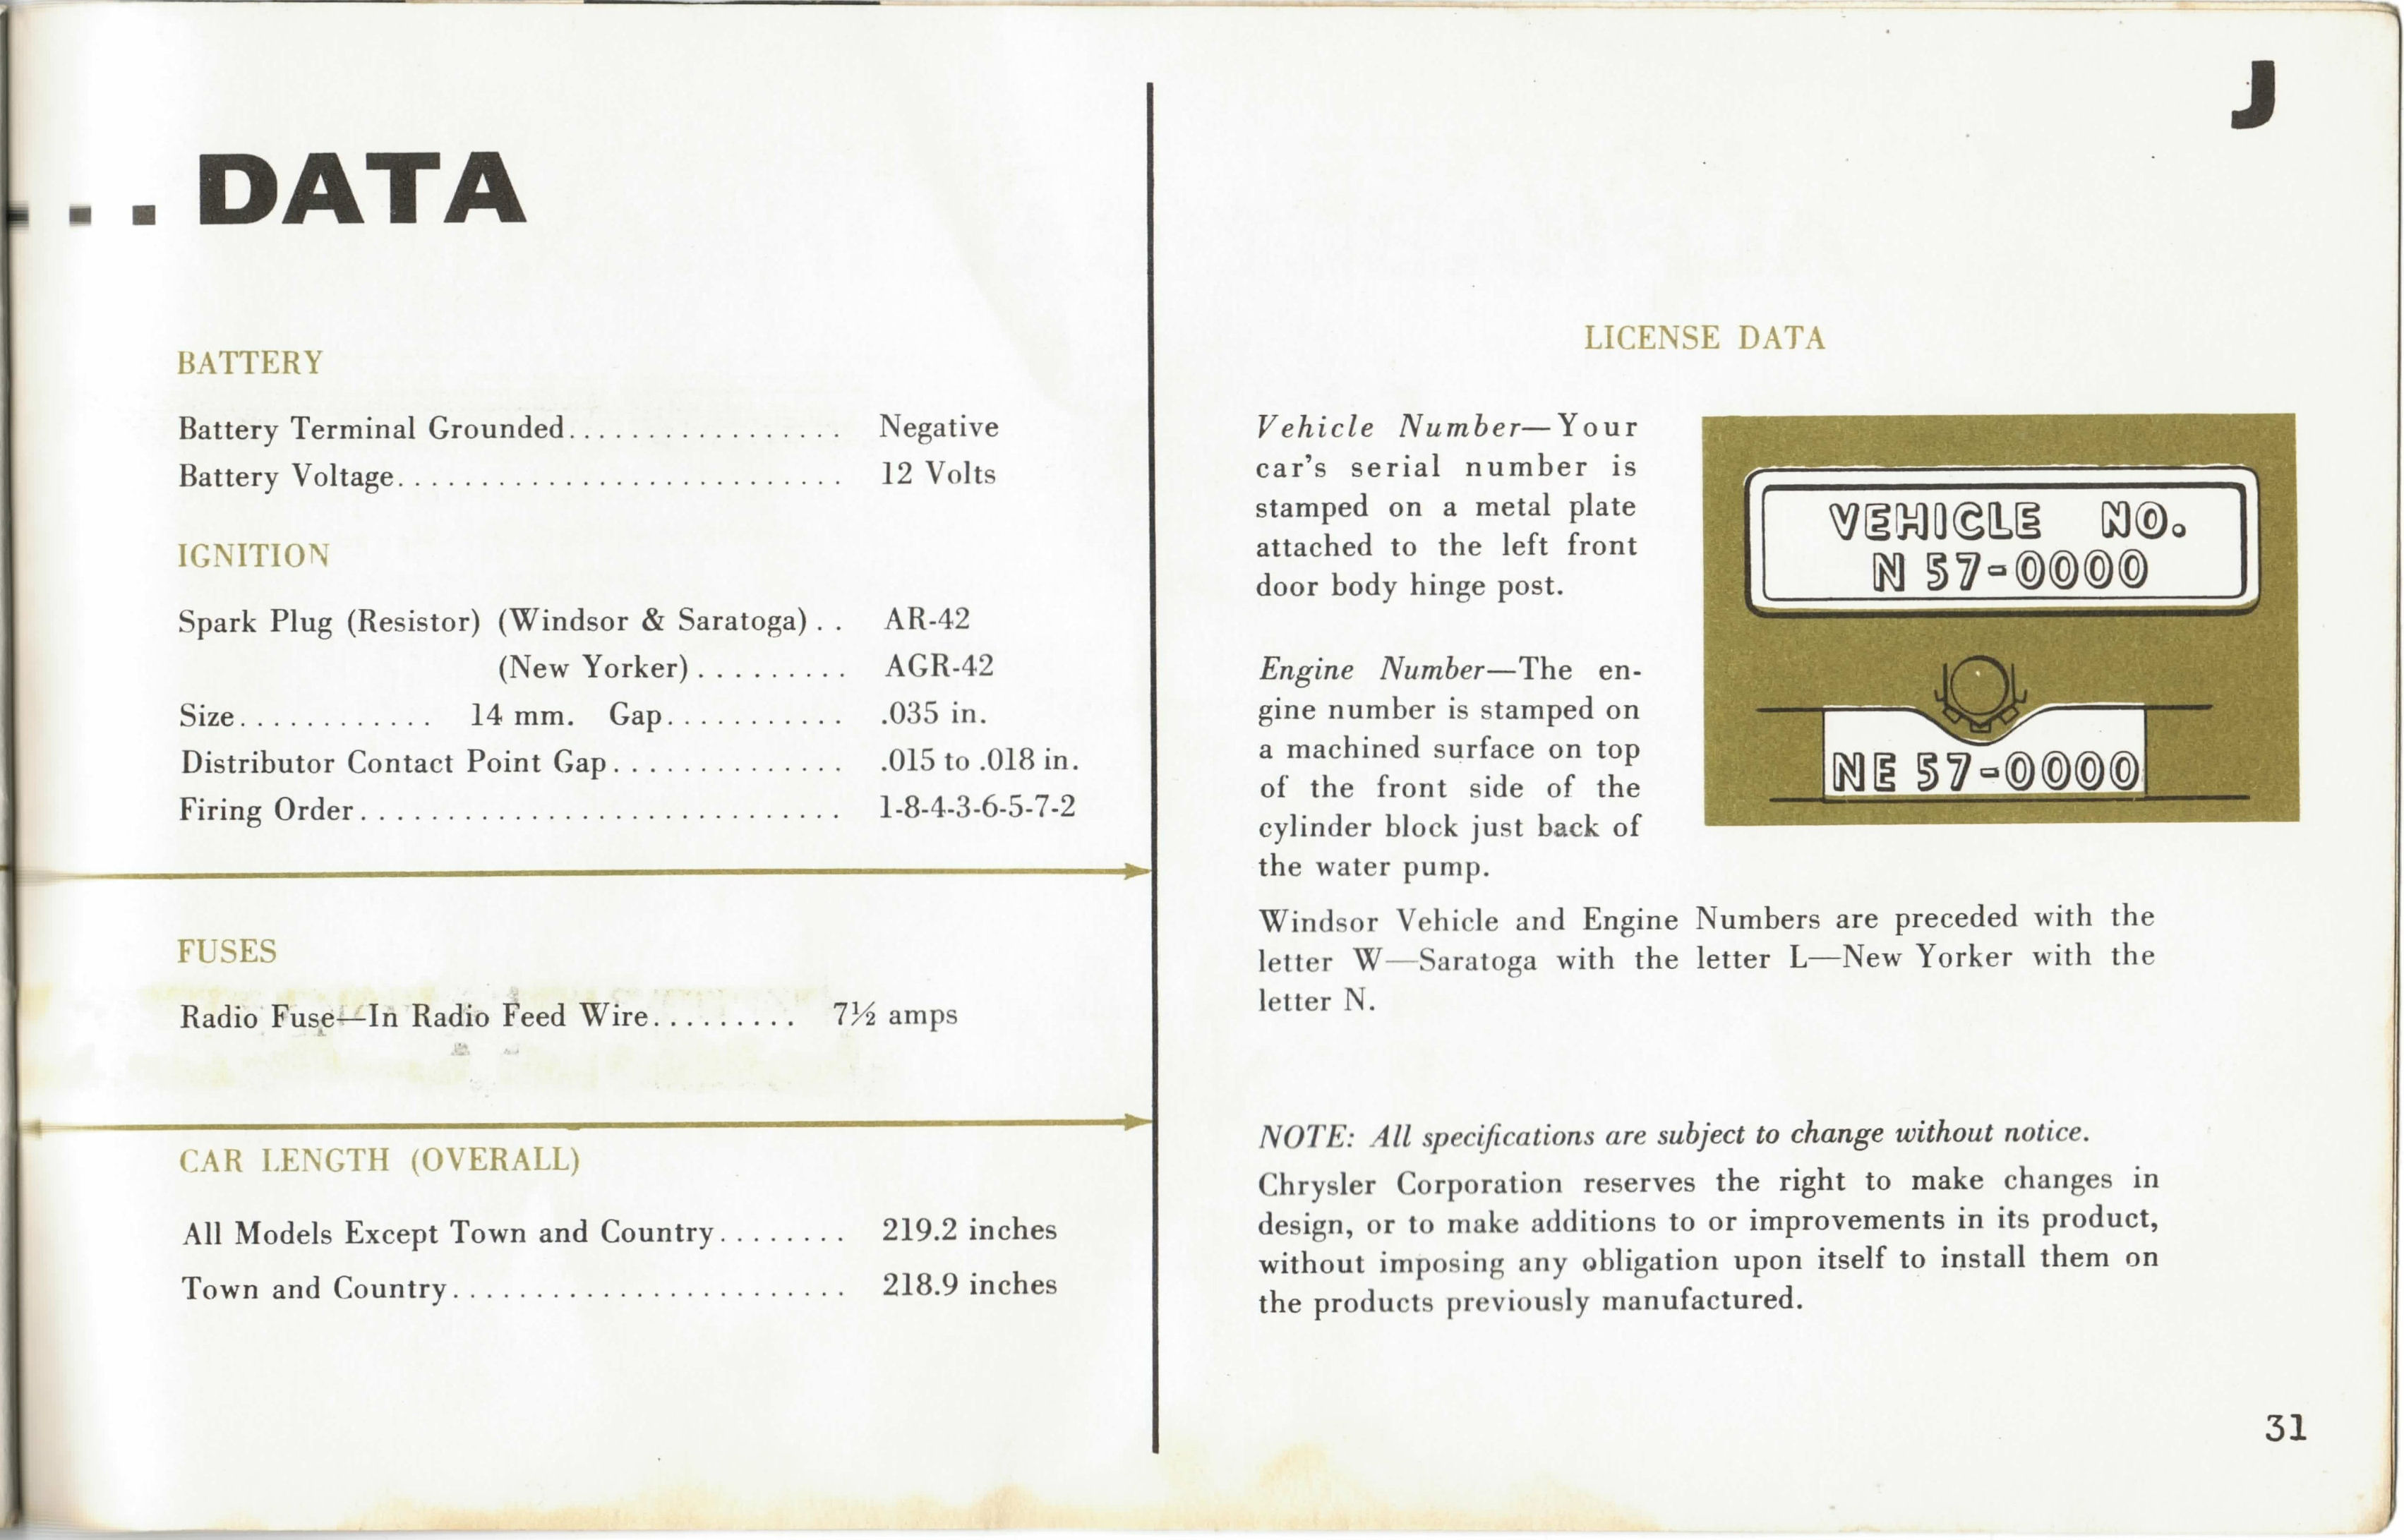 J
. . . DATA
BATTERY
Battery Terminal Grounded................. Negative
Battery Voltage........................... 12 Volts
IGNITION
Spark Plug (Resistor) (Windsor & Saratoga).. AR-42
(New Yorker)......... AGR-42
Size............ 14 mm. Gap........... .035 in.
Distributor Contact Point Gap.............. .015 to .018 in.
Firing Order............................. 1-8-4-3-6-5-7-2
FUSES
Radio Fuse—In Radio Feed Wire......... 7½ amps
CAR LENGTH (OVERALL)
All Models Except Town and Country........ 219.2 inches
Town and Country........................ 218.9 inches
LICENSE DATA
Vehicle Number—Your
car's serial number is
stamped on a metal plate
attached to the left front
door body hinge post.
VEHICLE NO.
N 57-0000
NE 57-0000
Engine Number—The en-
gine number is stamped on
a machined surface on top
of the front side of the
cylinder block just back of
the water pump.
Windsor Vehicle and Engine Numbers are preceded with the
letter W—Saratoga with the letter L—New Yorker with the
letter N.
NOTE: All specifications are subject to change without notice.
Chrysler Corporation reserves the right to make changes in
design, or to make additions to or improvements in its product,
without imposing any obligation upon itself to install them on
the products previously manufactured.
31